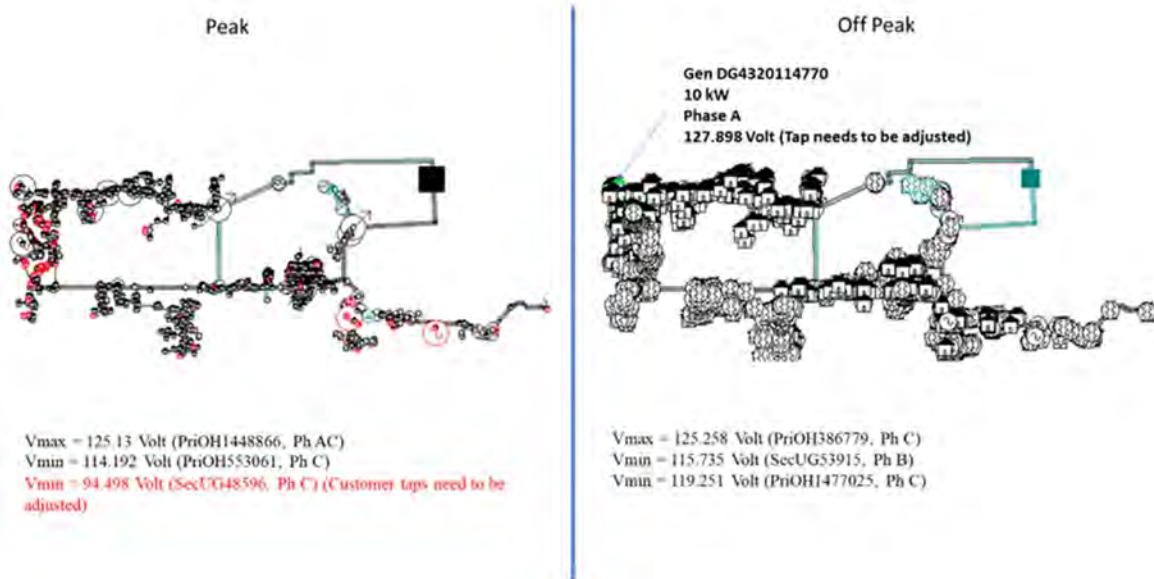 Peak
Vmax = 125.13 Volt (PriOH1448866, Ph AC)
Vmin = 114.192 Volt (PriOH553061, Ph C)
Vmin = 94.498 Volt (SecUG48596, Ph C) (Customer taps need to be
adjusted)
Off Peak
Gen DG4320114770
10 kW
Phase A
127.898 Volt (Tap needs to be adjusted)
Vmax = 125.258 Volt (PriOH386779, Ph C)
Vmin = 115.735 Volt (SecUG53915, Ph B)
Vmin = 119.251 Volt (PriOH1477025, Ph C)